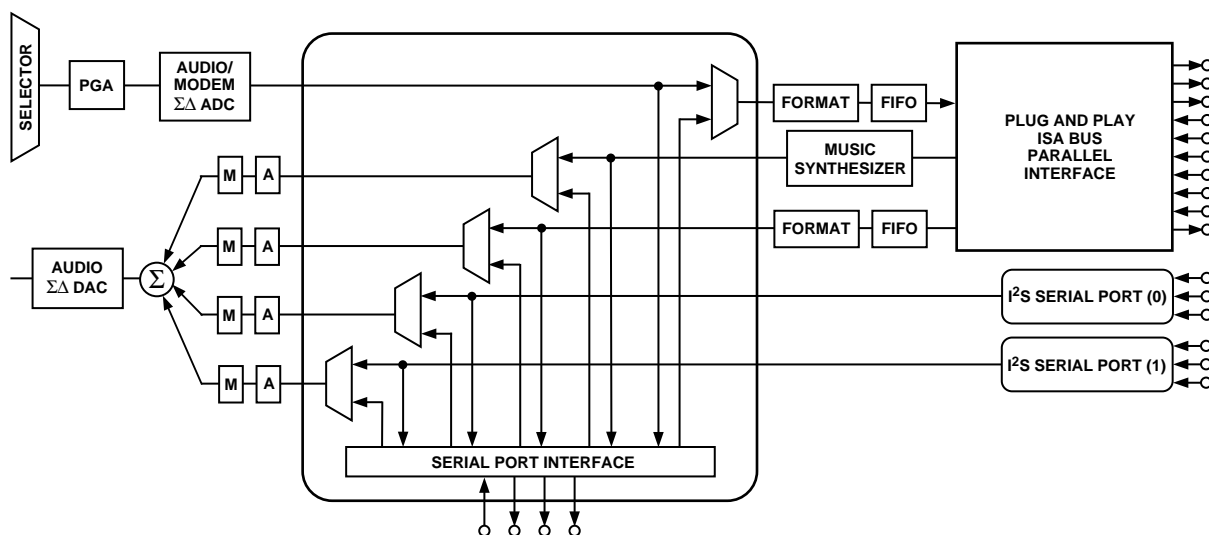 SELECTOR
PGA
AUDIO/
MODEM
ΣΔ ADC
FORMAT
FIFO
PLUG AND PLAY
ISA BUS
PARALLEL
INTERFACE
MUSIC
SYNTHESIZER
M
A
M
A
FORMAT
FIFO
AUDIO
ΣΔ DAC
Σ
M
A
I²S SERIAL PORT (0)
M
A
I²S SERIAL PORT (1)
SERIAL PORT INTERFACE